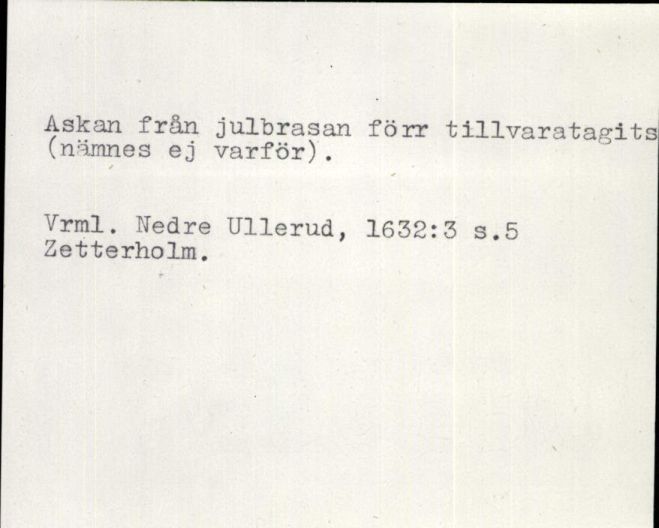 Askan från julbrasan förr tillvaratagits
(nämnes ej varför).
Vrml. Nedre Ullerud, 1632:3 s.5
Zetterholm.